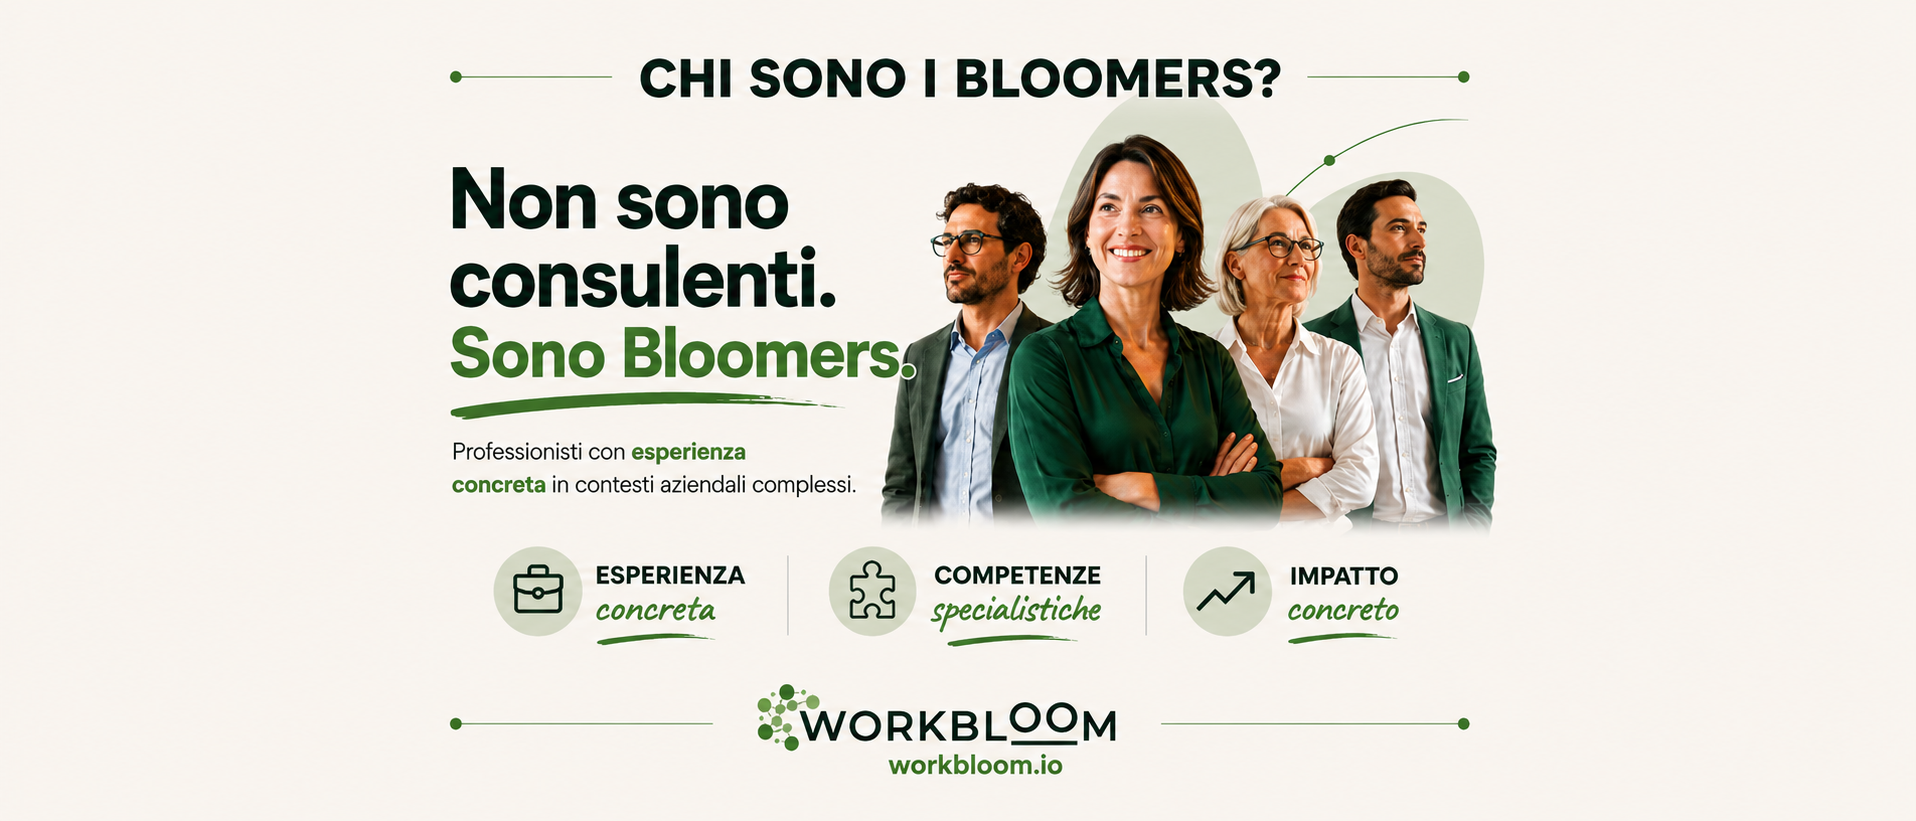 CHI SONO I BLOOMERS?
Non sono
consulenti.
Sono Bloomers.
Professionisti con esperienza
concreta in contesti aziendali complessi.
ESPERIENZA
concreta
COMPETENZE
specialistiche
IMPATTO
concreto
WORKBLOOM
workbloom.io